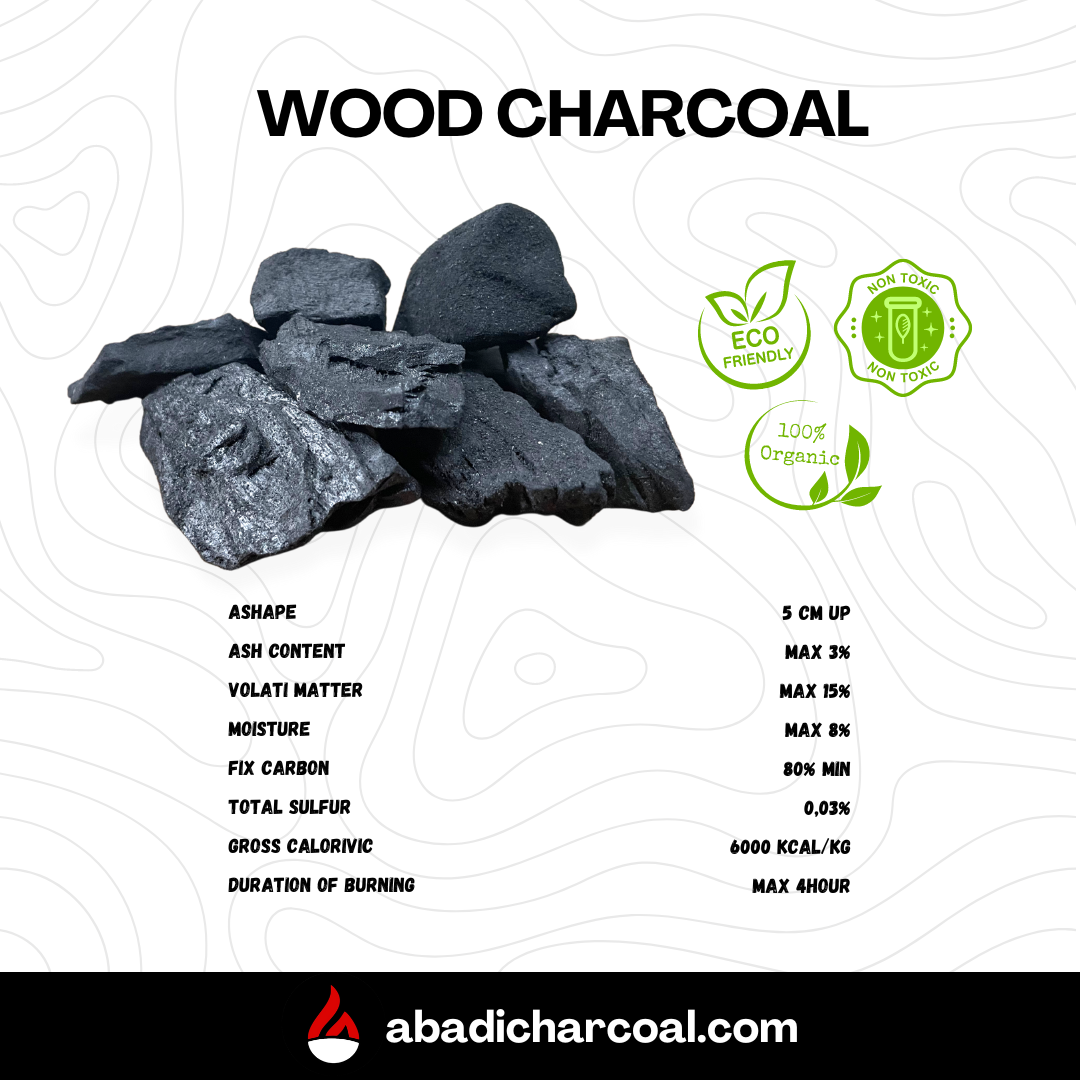 WOOD CHARCOAL
ECO
FRIENDLY
NON TOXIC
NON TOXIC
100%
Organic
ASHAPE 5 CM UP
ASH CONTENT MAX 3%
VOLATI MATTER MAX 15%
MOISTURE MAX 8%
FIX CARBON 80% MIN
TOTAL SULFUR 0,03%
GROSS CALORIVIC 6000 KCAL/KG
DURATION OF BURNING MAX 4HOUR
abadicharcoal.com